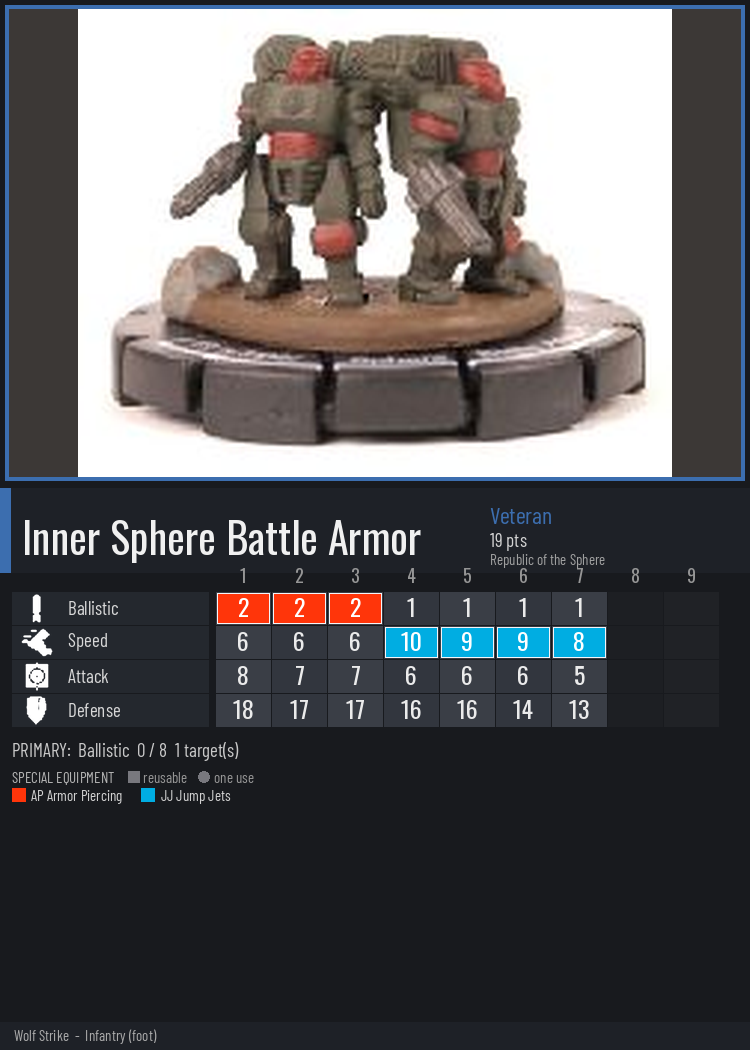 Inner Sphere Battle Armor
Veteran
19 pts
Republic of the Sphere
1 2 3 4 5 6 7 8 9
Ballistic 2 2 2 1 1 1 1
Speed 6 6 6 10 9 9 8
Attack 8 7 7 6 6 6 5
Defense 18 17 17 16 16 14 13
PRIMARY: Ballistic 0 / 8 1 target(s)
SPECIAL EQUIPMENT reusable one use
AP Armor Piercing JJ Jump Jets
Wolf Strike - Infantry (foot)